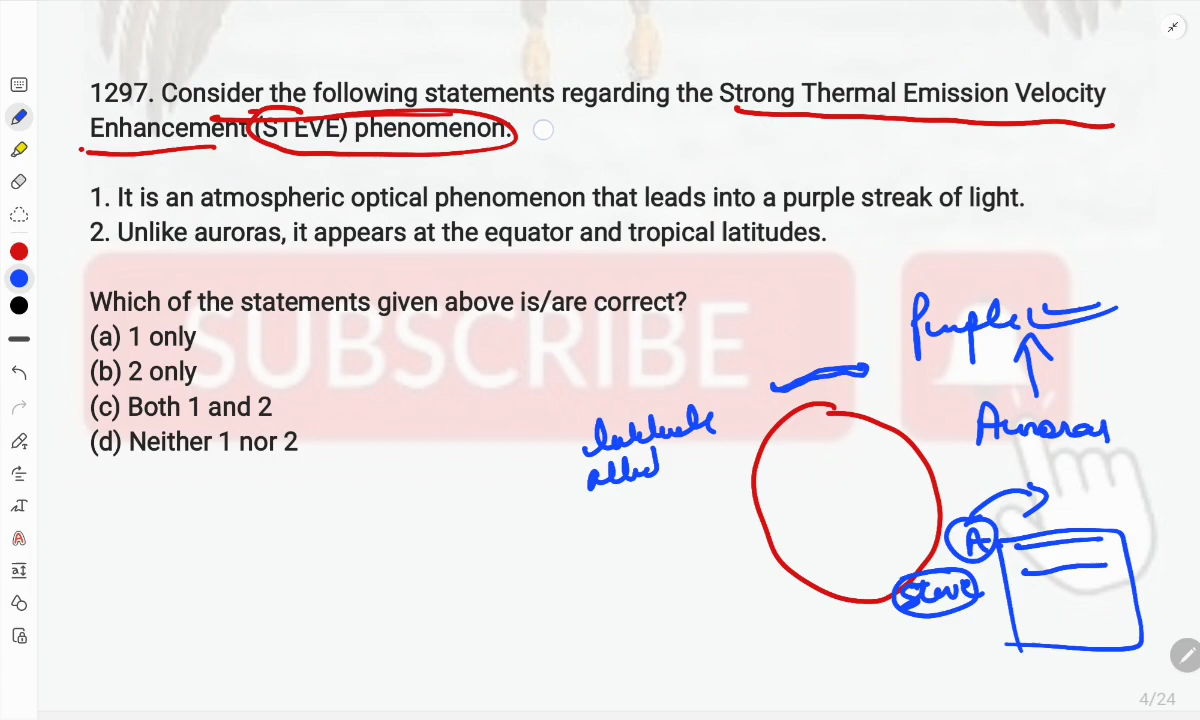 1297. Consider the following statements regarding the Strong Thermal Emission Velocity
Enhancement (STEVE) phenomenon.
1. It is an atmospheric optical phenomenon that leads into a purple streak of light.
2. Unlike auroras, it appears at the equator and tropical latitudes.
Which of the statements given above is/are correct?
(a) 1 only
(b) 2 only
(c) Both 1 and 2
(d) Neither 1 nor 2
SUBSCRIBE
Purple
Auroras
A
Steve
4/24